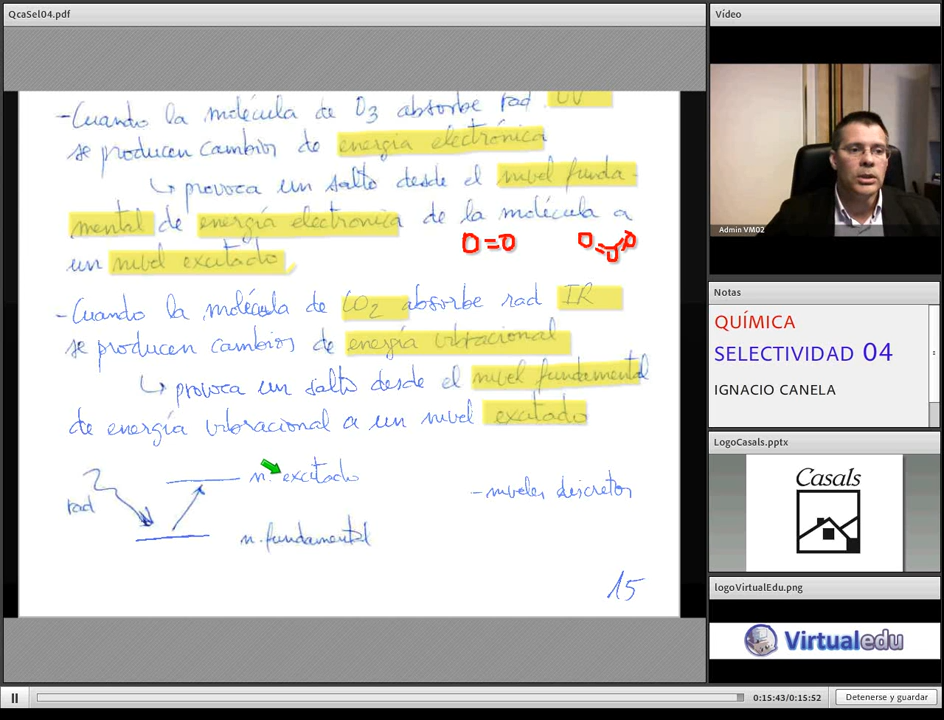 QcaSel04.pdf
- Cuando la molécula de O3 absorbe rad UV
se producen cambios de energía electrónica
↳ provoca un salto desde el nivel funda-
mental de energía electrónica de la molécula a
un nivel excitado
O=O
O O O
- Cuando la molécula de CO2 absorbe rad IR
se producen cambios de energía vibracional
↳ provoca un salto desde el nivel fundamental
de energía vibracional a un nivel excitado
rad
n. excitado
n. fundamental
- niveles discretos
15
Vídeo
Admin VM02
Notas
QUÍMICA
SELECTIVIDAD 04
IGNACIO CANELA
LogoCasals.pptx
Casals
logoVirtualEdu.png
Virtualedu
0:15:43/0:15:52
Detenerse y guardar